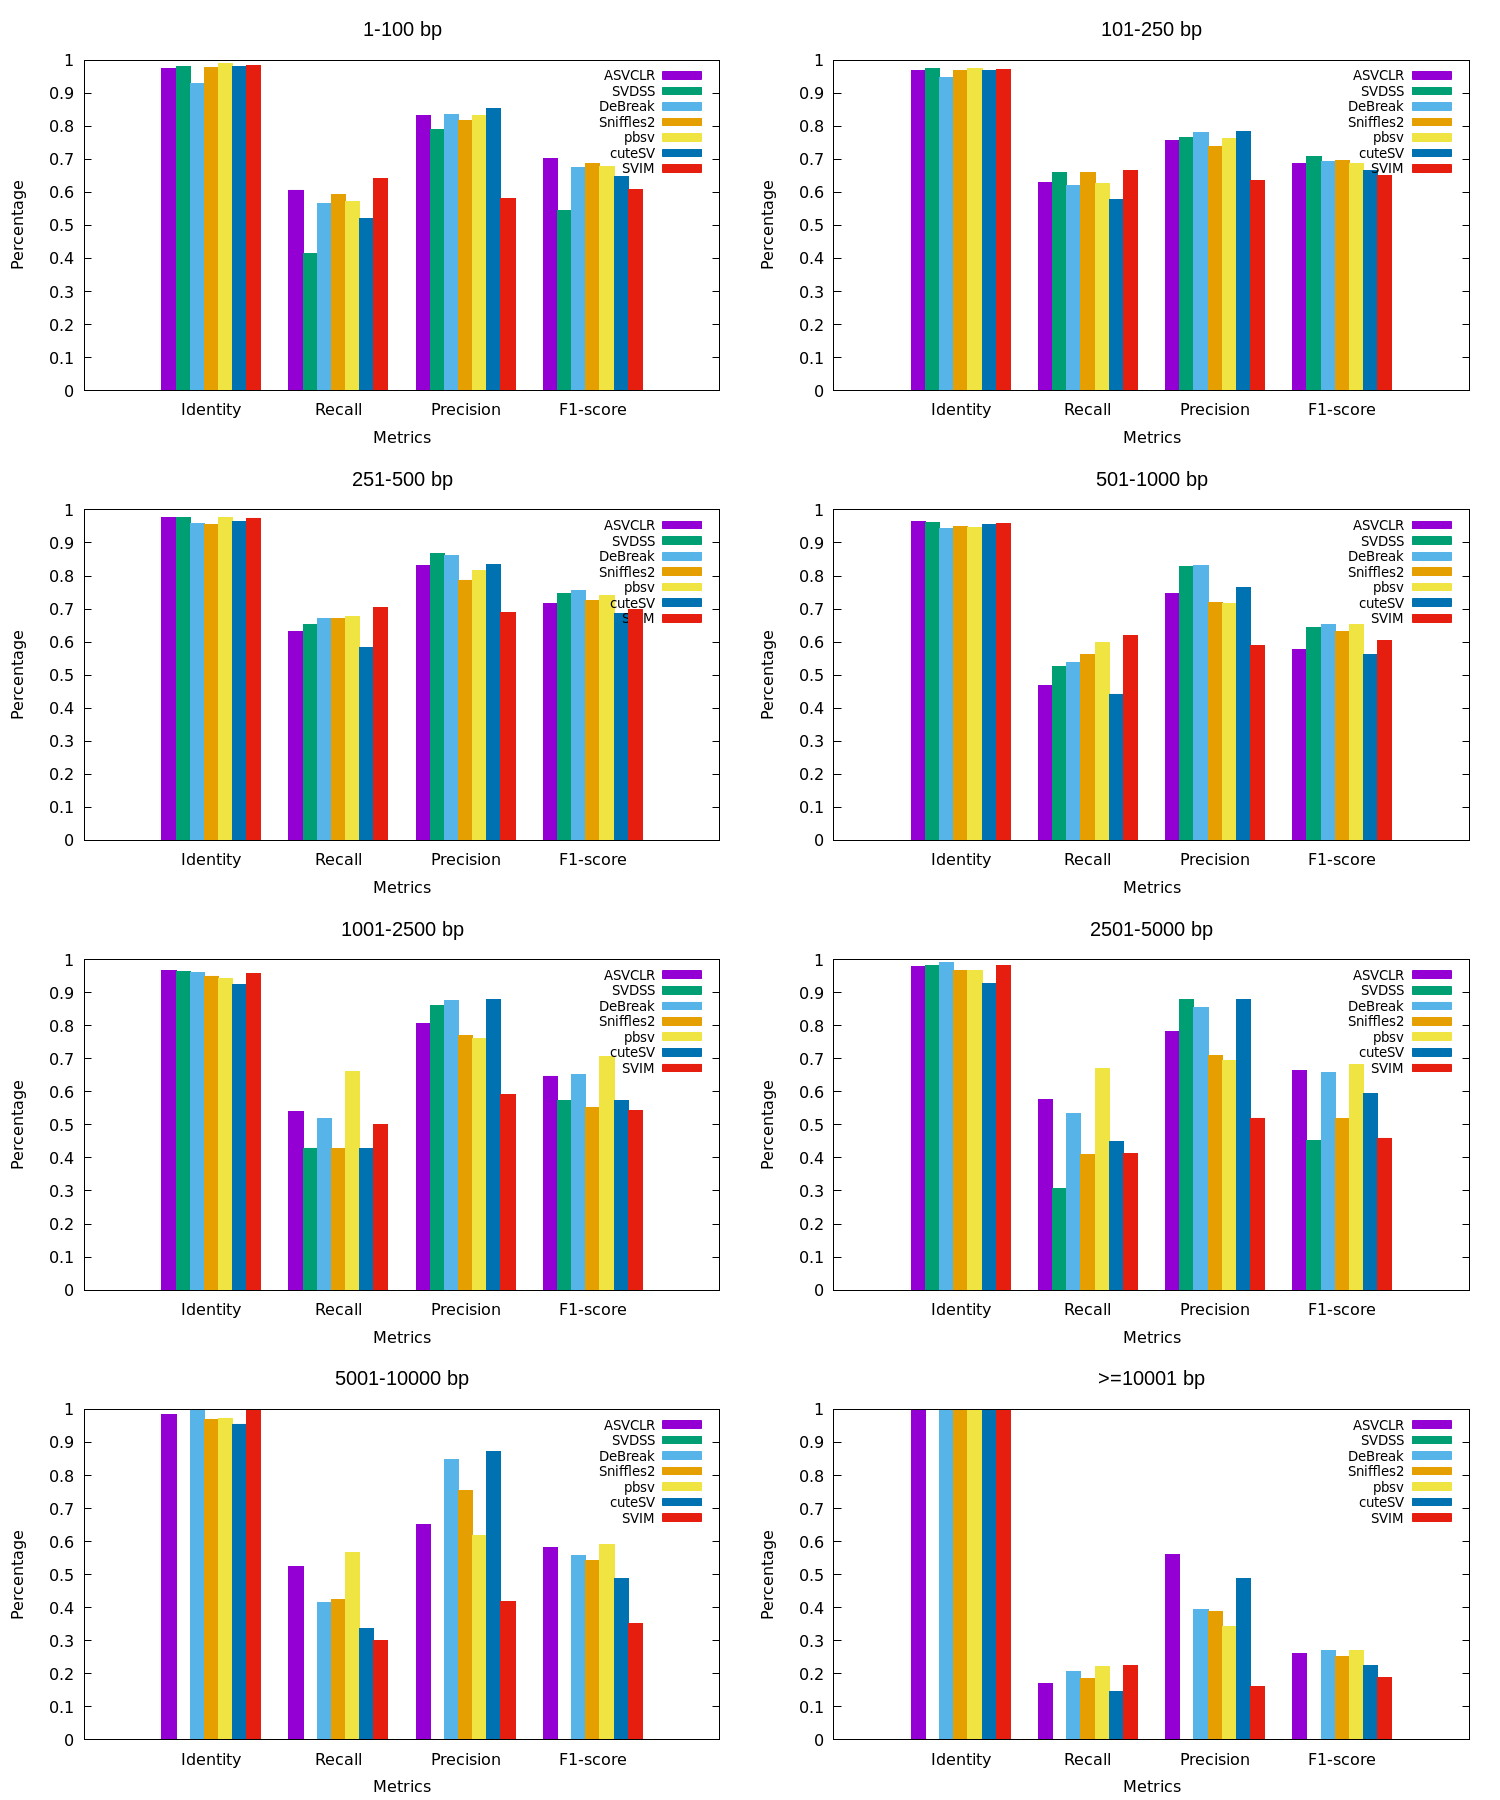 1-100 bp
1
0.9
0.8
0.7
0.6
0.5
0.4
0.3
0.2
0.1
0
Percentage
ASVCLR
SVDSS
DeBreak
Sniffles2
pbsv
cuteSV
SVIM
Identity Recall Precision F1-score
Metrics
101-250 bp
1
0.9
0.8
0.7
0.6
0.5
0.4
0.3
0.2
0.1
0
Percentage
ASVCLR
SVDSS
DeBreak
Sniffles2
pbsv
cuteSV
SVIM
Identity Recall Precision F1-score
Metrics
251-500 bp
1
0.9
0.8
0.7
0.6
0.5
0.4
0.3
0.2
0.1
0
Percentage
ASVCLR
SVDSS
DeBreak
Sniffles2
pbsv
cuteSV
SVIM
Identity Recall Precision F1-score
Metrics
501-1000 bp
1
0.9
0.8
0.7
0.6
0.5
0.4
0.3
0.2
0.1
0
Percentage
ASVCLR
SVDSS
DeBreak
Sniffles2
pbsv
cuteSV
SVIM
Identity Recall Precision F1-score
Metrics
1001-2500 bp
1
0.9
0.8
0.7
0.6
0.5
0.4
0.3
0.2
0.1
0
Percentage
ASVCLR
SVDSS
DeBreak
Sniffles2
pbsv
cuteSV
SVIM
Identity Recall Precision F1-score
Metrics
2501-5000 bp
1
0.9
0.8
0.7
0.6
0.5
0.4
0.3
0.2
0.1
0
Percentage
ASVCLR
SVDSS
DeBreak
Sniffles2
pbsv
cuteSV
SVIM
Identity Recall Precision F1-score
Metrics
5001-10000 bp
1
0.9
0.8
0.7
0.6
0.5
0.4
0.3
0.2
0.1
0
Percentage
ASVCLR
SVDSS
DeBreak
Sniffles2
pbsv
cuteSV
SVIM
Identity Recall Precision F1-score
Metrics
>=10001 bp
1
0.9
0.8
0.7
0.6
0.5
0.4
0.3
0.2
0.1
0
Percentage
ASVCLR
SVDSS
DeBreak
Sniffles2
pbsv
cuteSV
SVIM
Identity Recall Precision F1-score
Metrics